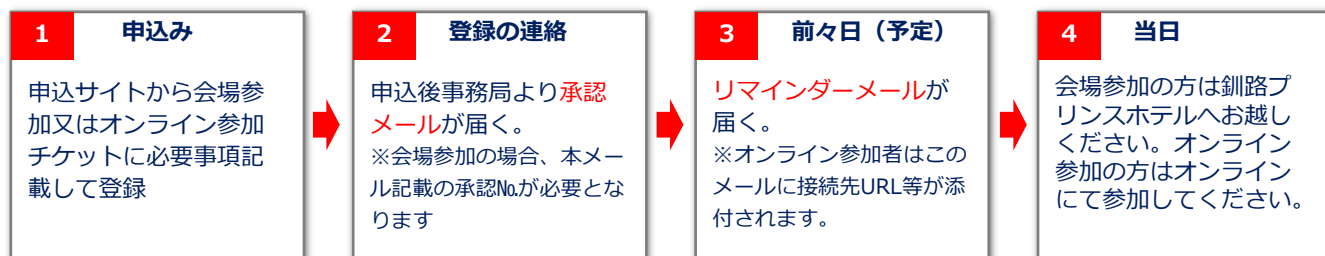 1 申込み
申込サイトから会場参
加又はオンライン参加
チケットに必要事項記
載して登録
2 登録の連絡
申込後事務局より承認
メールが届く。
※会場参加の場合、本メー
ル記載の承認№が必要とな
ります
3 前々日（予定）
リマインダーメールが
届く。
※オンライン参加者はこの
メールに接続先URL等が添
付されます。
4 当日
会場参加の方は釧路プ
リンスホテルへお越し
ください。オンライン
参加の方はオンライン
にて参加してください。